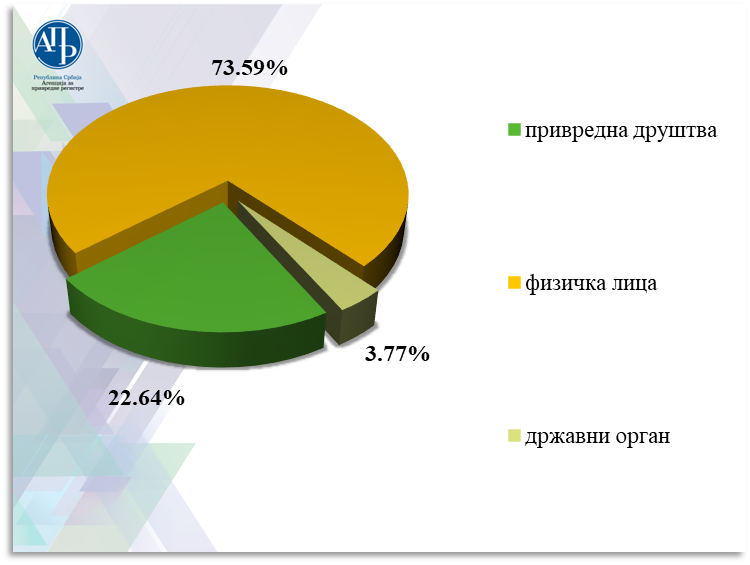 АПР
Република Србија
Агенција за
привредне регистре
73.59%
3.77%
22.64%
привредна друштва
физичка лица
државни орган